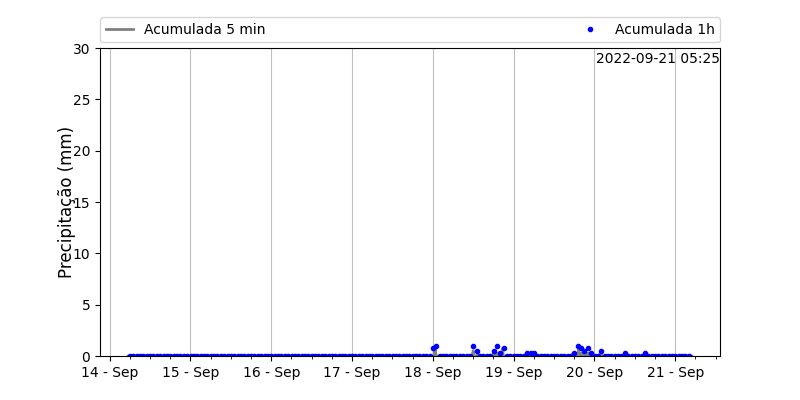 Acumulada 5 min
Acumulada 1h
2022-09-21 05:25
Precipitação (mm)
30
25
20
15
10
5
0
14 - Sep
15 - Sep
16 - Sep
17 - Sep
18 - Sep
19 - Sep
20 - Sep
21 - Sep